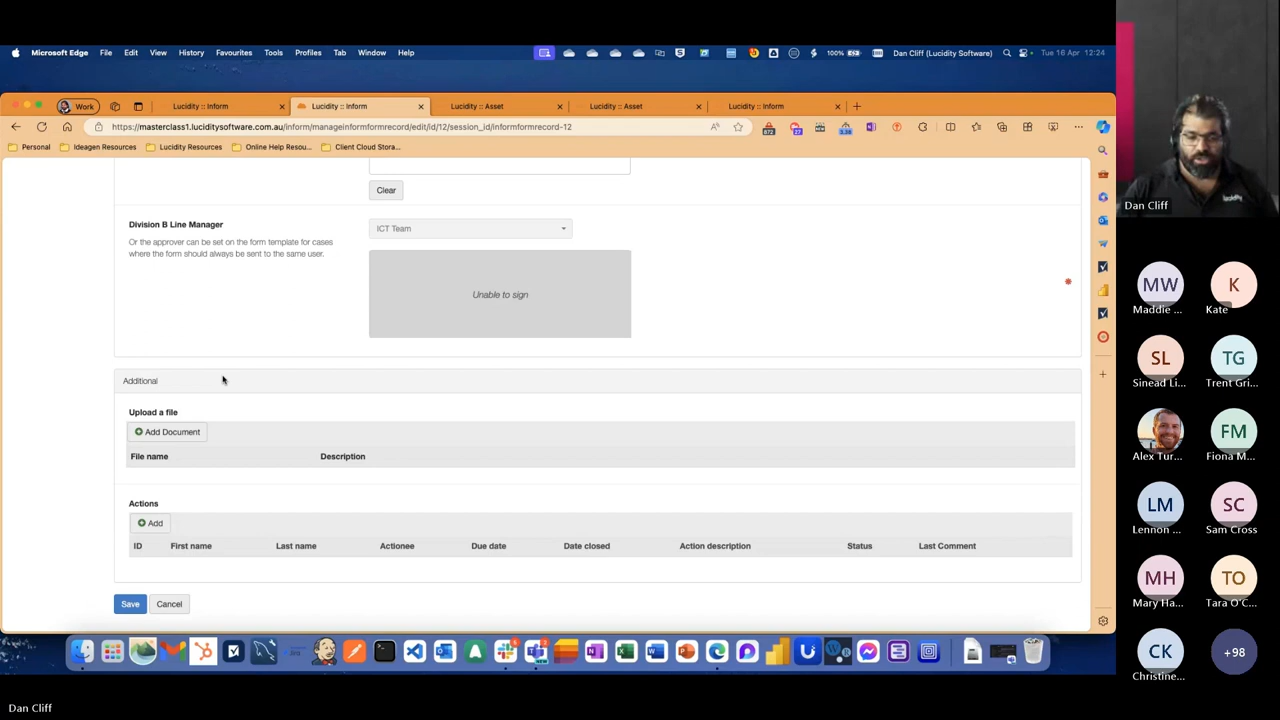 Microsoft Edge File Edit View History Favourites Tools Profiles Tab Window Help
100% Dan Cliff (Lucidity Software) Tue 16 Apr 12:24
Work Lucidity :: Inform Lucidity :: Inform Lucidity :: Asset Lucidity :: Asset Lucidity :: Inform
https://masterclass1.luciditysoftware.com.au/inform/manageinformformrecord/edit/id/12/session_id/informformrecord-12
Personal Ideagen Resources Lucidity Resources Online Help Resou... Client Cloud Stora...
Clear
Division B Line Manager
ICT Team
Or the approver can be set on the form template for cases
where the form should always be sent to the same user.
Unable to sign
Additional
Upload a file
Add Document
File name Description
Actions
Add
ID First name Last name Actionee Due date Date closed Action description Status Last Comment
Save Cancel
Dan Cliff
lucidity
Dan Cliff
MW K
Maddie ... Kate
SL TG
Sinead Li... Trent Gri...
FM
Alex Tur... Fiona M...
LM SC
Lennon ... Sam Cross
MH TO
Mary Ha... Tara O'C...
CK +98
Christine...